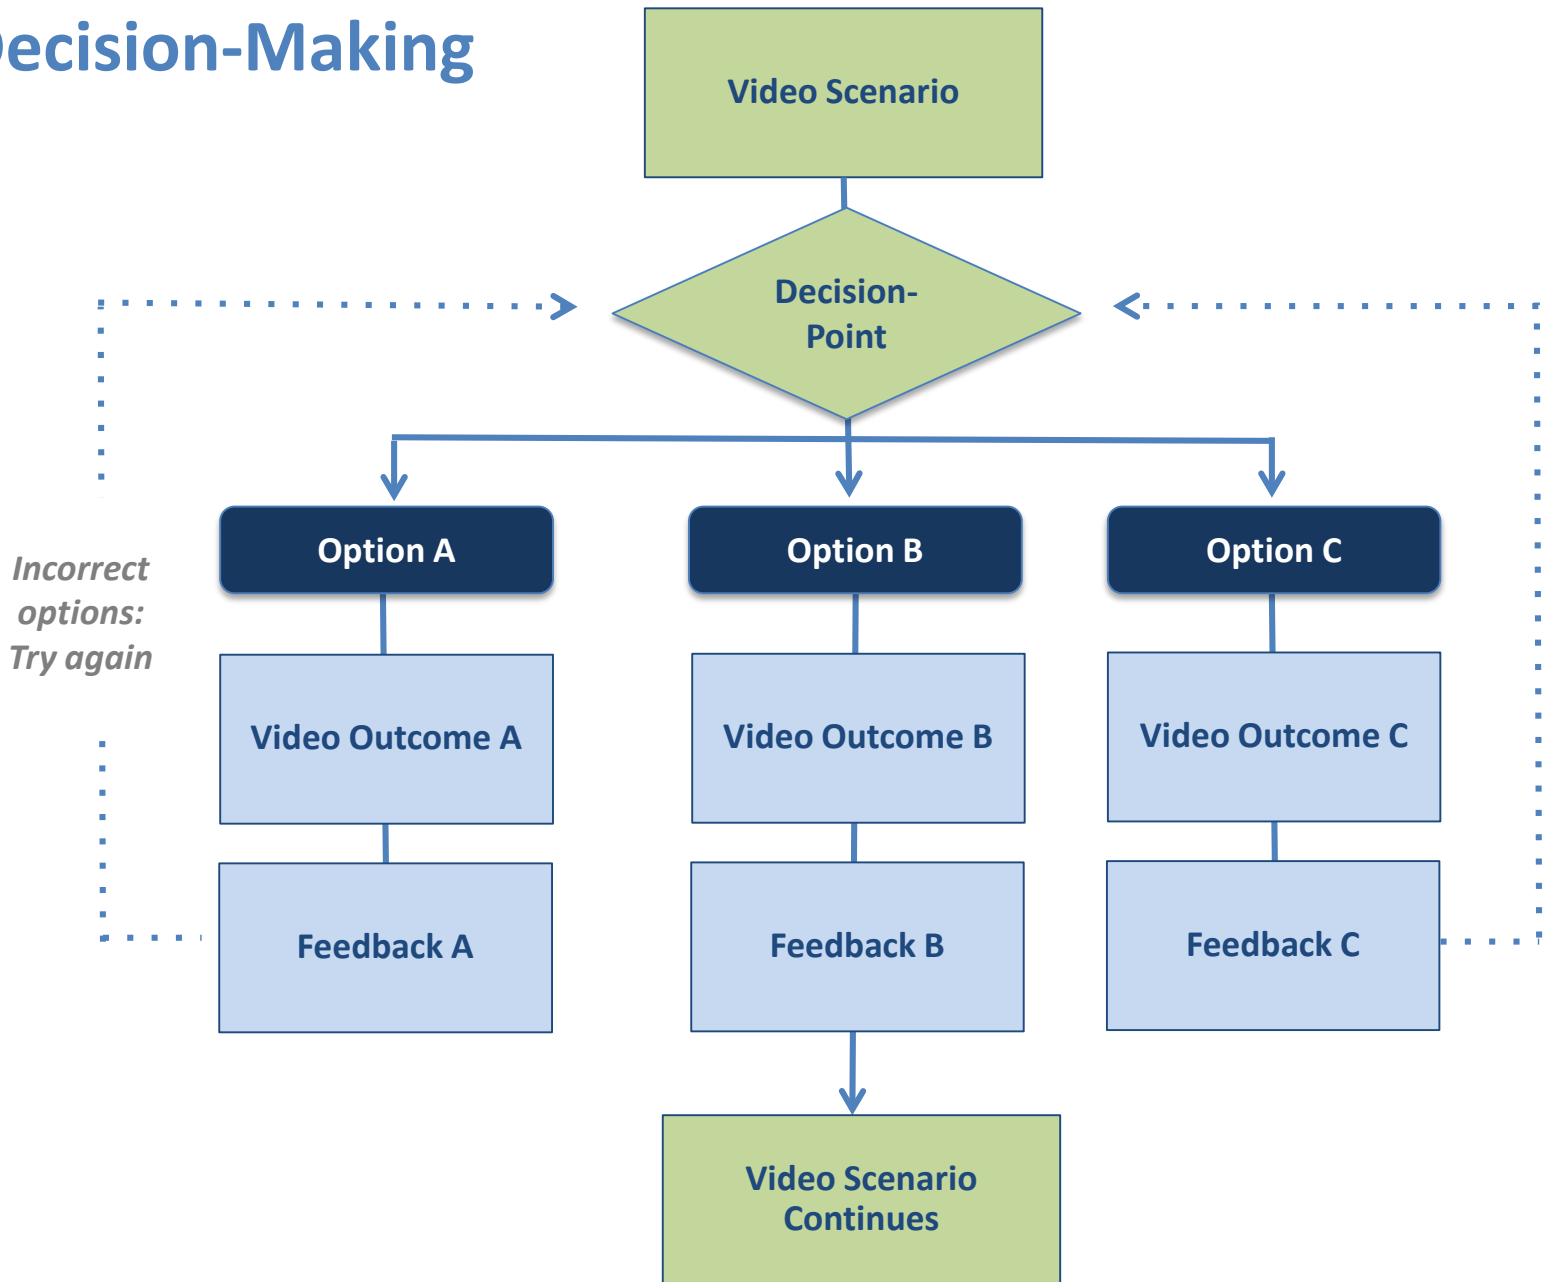 Decision-Making
Video Scenario
Decision-
Point
Option A
Option B
Option C
Incorrect
options:
Try again
Video Outcome A
Video Outcome B
Video Outcome C
Feedback A
Feedback B
Feedback C
Video Scenario
Continues